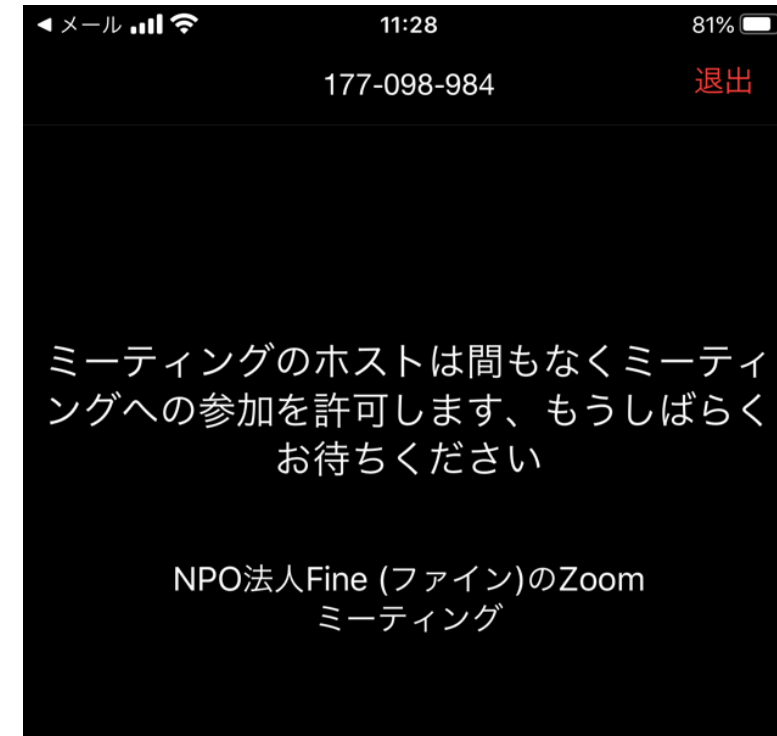 ◀メール 11:28 81%
177-098-984 退出
ミーティングのホストは間もなくミーティ
ングへの参加を許可します、もうしばらく
お待ちください
NPO法人Fine (ファイン)のZoom
ミーティング